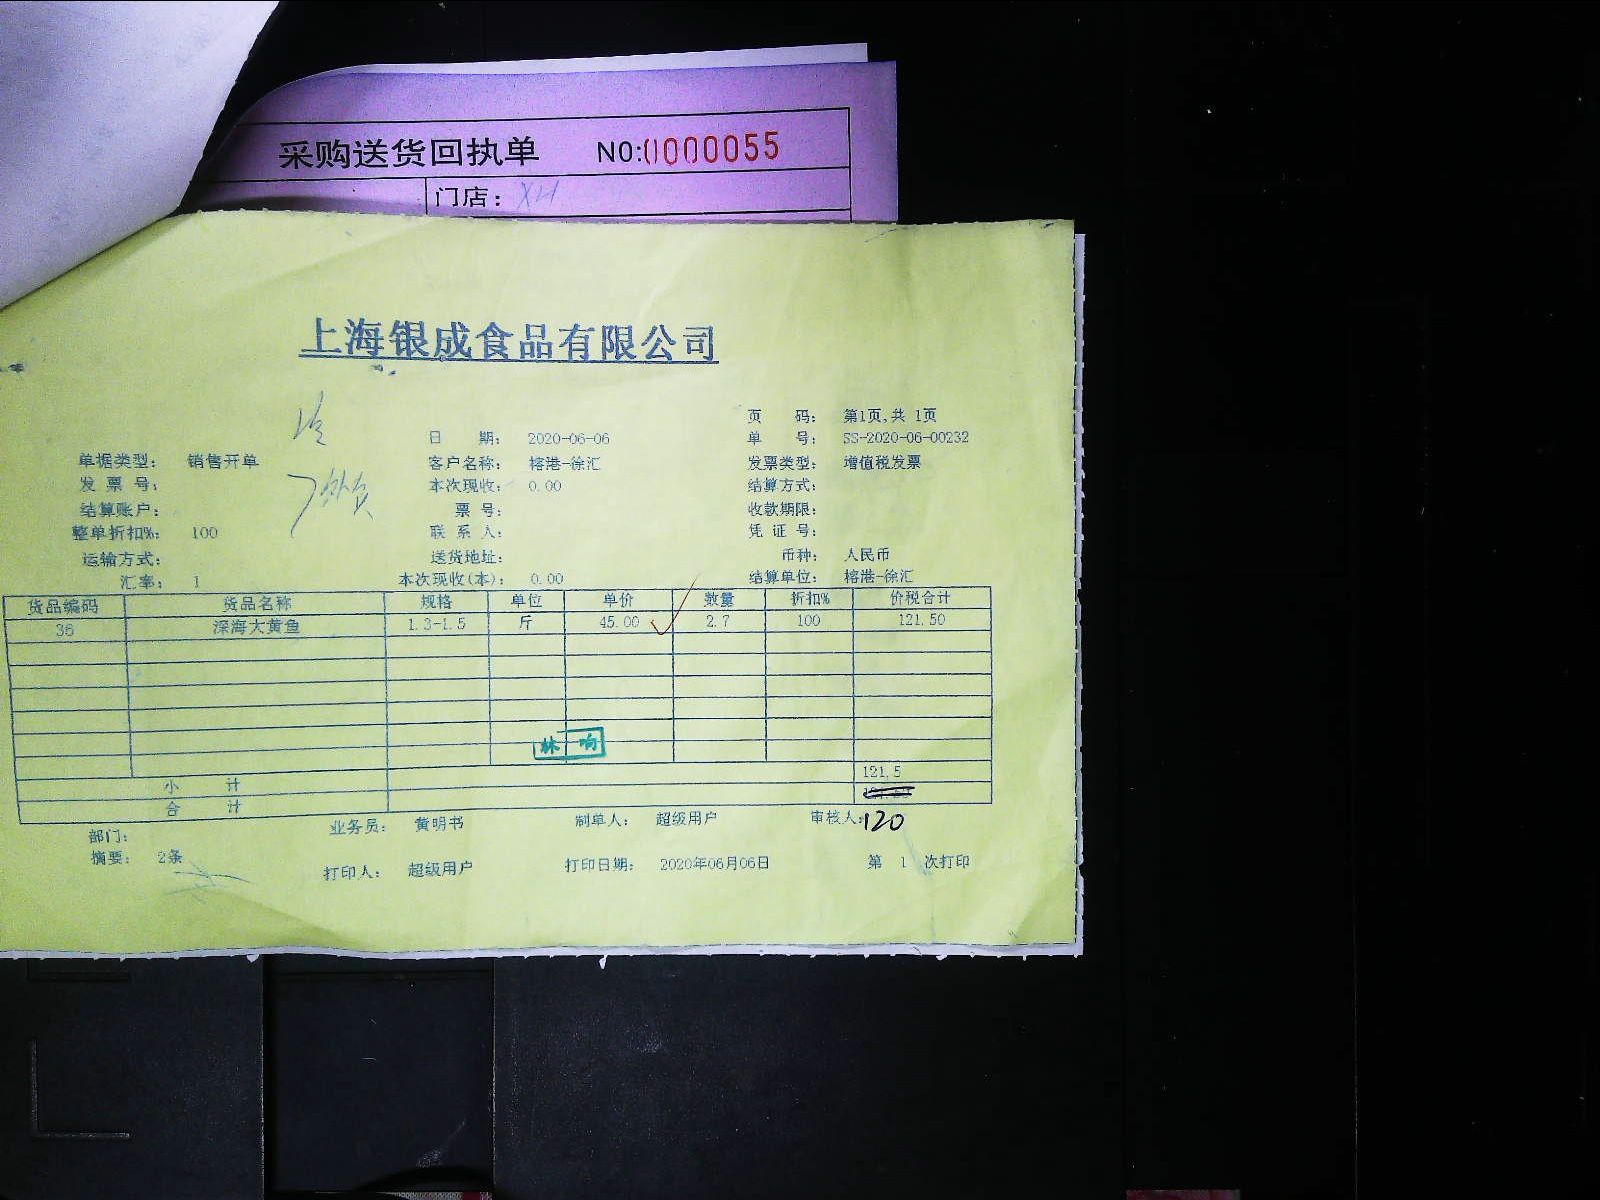 采购送货回执单 NO:0000055
门店: XH
上海银成食品有限公司
页 码: 第1页,共 1页
日 期: 2020-06-06 单 号: SS-2020-06-00232
单据类型: 销售开单 客户名称: 榕港-徐汇 发票类型: 增值税发票
发 票 号: 本次现收: 0.00 结算方式:
结算账户: 票 号: 收款期限:
整单折扣%: 100 联 系 人: 凭 证 号:
运输方式: 送货地址: 币种: 人民币
汇率: 1 本次现收(本): 0.00 结算单位: 榕港-徐汇
货品编码 货品名称 规格 单位 单价 数量 折扣% 价税合计
36 深海大黄鱼 1.3-1.5 斤 45.00 2.7 100 121.50
林 响
小 计 121.5
合 计
部门: 业务员: 黄明书 制单人: 超级用户 审核人: 120
摘要: 2条 打印人: 超级用户 打印日期: 2020年06月06日 第 1 次打印